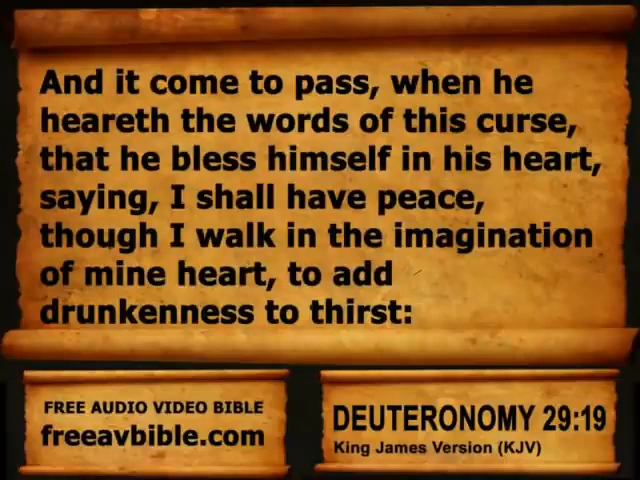 And it come to pass, when he
heareth the words of this curse,
that he bless himself in his heart,
saying, I shall have peace,
though I walk in the imagination
of mine heart, to add
drunkenness to thirst:
FREE AUDIO VIDEO BIBLE
freeavbible.com
DEUTERONOMY 29:19
King James Version (KJV)